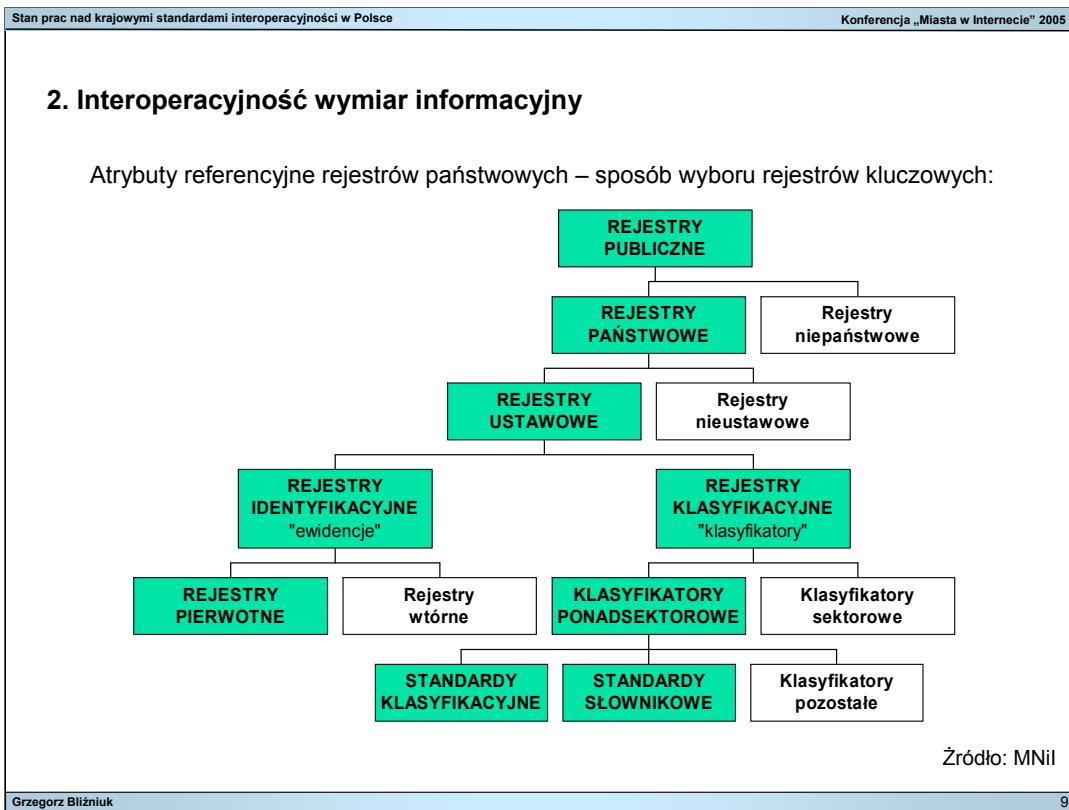 Stan prac nad krajowymi standardami interoperacyjności w Polsce
Konferencja „Miasta w Internecie” 2005
2. Interoperacyjność wymiar informacyjny
Atrybuty referencyjne rejestrów państwowych – sposób wyboru rejestrów kluczowych:
REJESTRY
PUBLICZNE
REJESTRY
PAŃSTWOWE
Rejestry
niepaństwowe
REJESTRY
USTAWOWE
Rejestry
nieustawowe
REJESTRY
IDENTYFIKACYJNE
"ewidencje"
REJESTRY
KLASYFIKACYJNE
"klasyfikatory"
REJESTRY
PIERWOTNE
Rejestry
wtórne
KLASYFIKATORY
PONADSEKTOROWE
Klasyfikatory
sektorowe
STANDARDY
KLASYFIKACYJNE
STANDARDY
SŁOWNIKOWE
Klasyfikatory
pozostałe
Żródło: MNiI
Grzegorz Bliźniuk
9